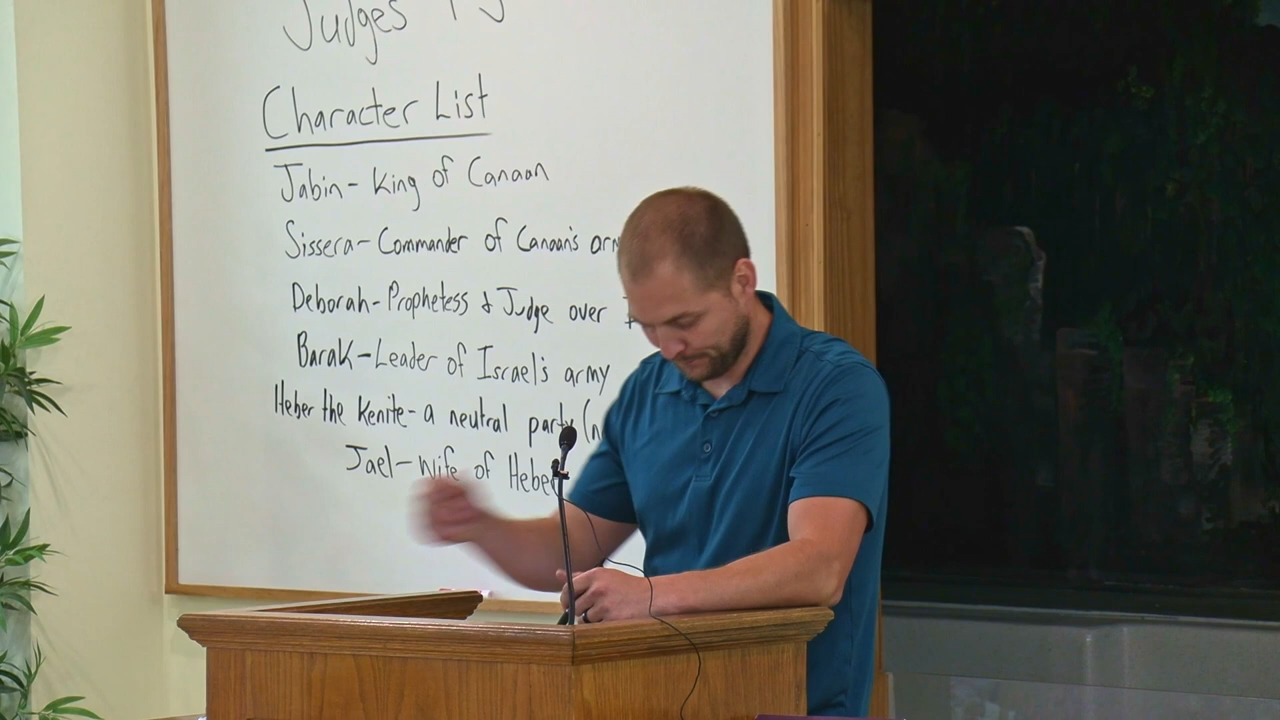 Judges
Character List
Jabin- King of Canaan
Sissera- Commander of Canaan's
Deborah- Prophetess & Judge over
Barak- Leader of Israel's army
Heber the Kenite- a neutral party
Jael- Wife of Heber